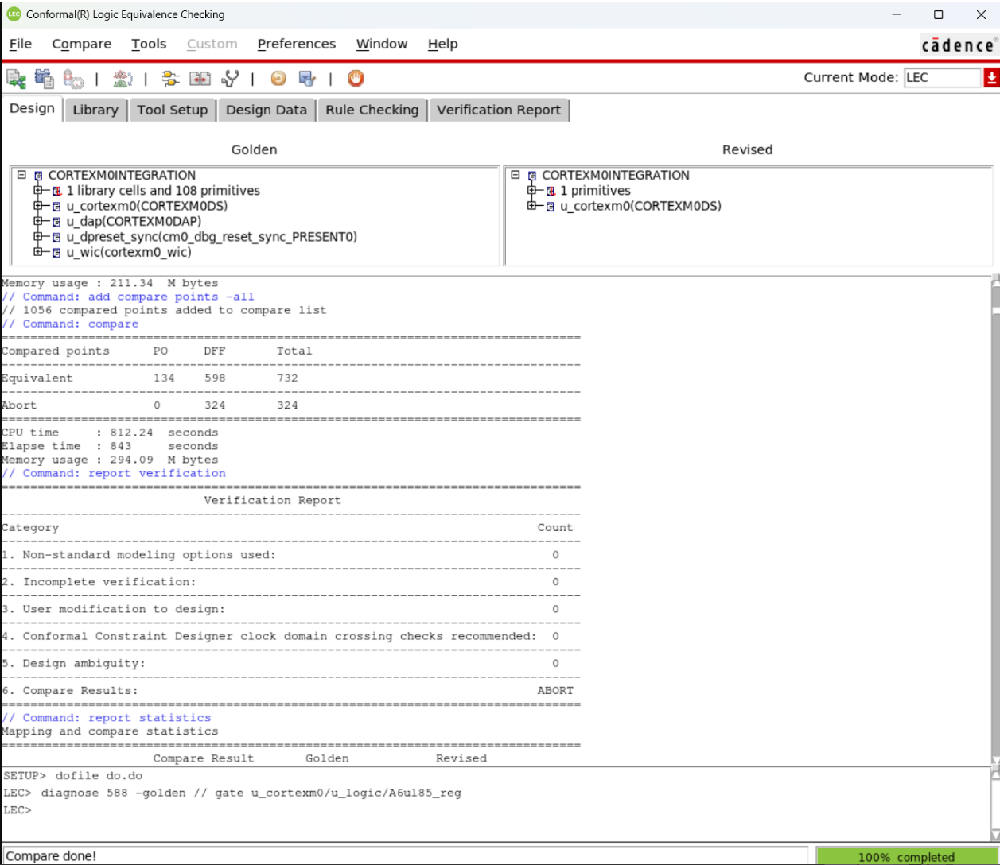 LEC Conformal(R) Logic Equivalence Checking
File Compare Tools Custom Preferences Window Help cādence®
Current Mode: LEC
Design Library Tool Setup Design Data Rule Checking Verification Report
Golden Revised
CORTEXM0INTEGRATION
1 library cells and 108 primitives
u_cortexm0(CORTEXM0DS)
u_dap(CORTEXM0DAP)
u_dpreset_sync(cm0_dbg_reset_sync_PRESENT0)
u_wic(cortexm0_wic)
CORTEXM0INTEGRATION
1 primitives
u_cortexm0(CORTEXM0DS)
Memory usage : 211.34 M bytes
// Command: add compare points -all
// 1056 compared points added to compare list
// Command: compare
================================================================================
Compared points PO DFF Total
--------------------------------------------------------------------------------
Equivalent 134 598 732
--------------------------------------------------------------------------------
Abort 0 324 324
================================================================================
CPU time : 812.24 seconds
Elapse time : 843 seconds
Memory usage : 294.09 M bytes
// Command: report verification
================================================================================
Verification Report
--------------------------------------------------------------------------------
Category Count
--------------------------------------------------------------------------------
1. Non-standard modeling options used: 0
--------------------------------------------------------------------------------
2. Incomplete verification: 0
--------------------------------------------------------------------------------
3. User modification to design: 0
--------------------------------------------------------------------------------
4. Conformal Constraint Designer clock domain crossing checks recommended: 0
--------------------------------------------------------------------------------
5. Design ambiguity: 0
--------------------------------------------------------------------------------
6. Compare Results: ABORT
================================================================================
// Command: report statistics
Mapping and compare statistics
================================================================================
Compare Result Golden Revised
SETUP> dofile do.do
LEC> diagnose 588 -golden // gate u_cortexm0/u_logic/A6ul85_reg
LEC>
Compare done! 100% completed